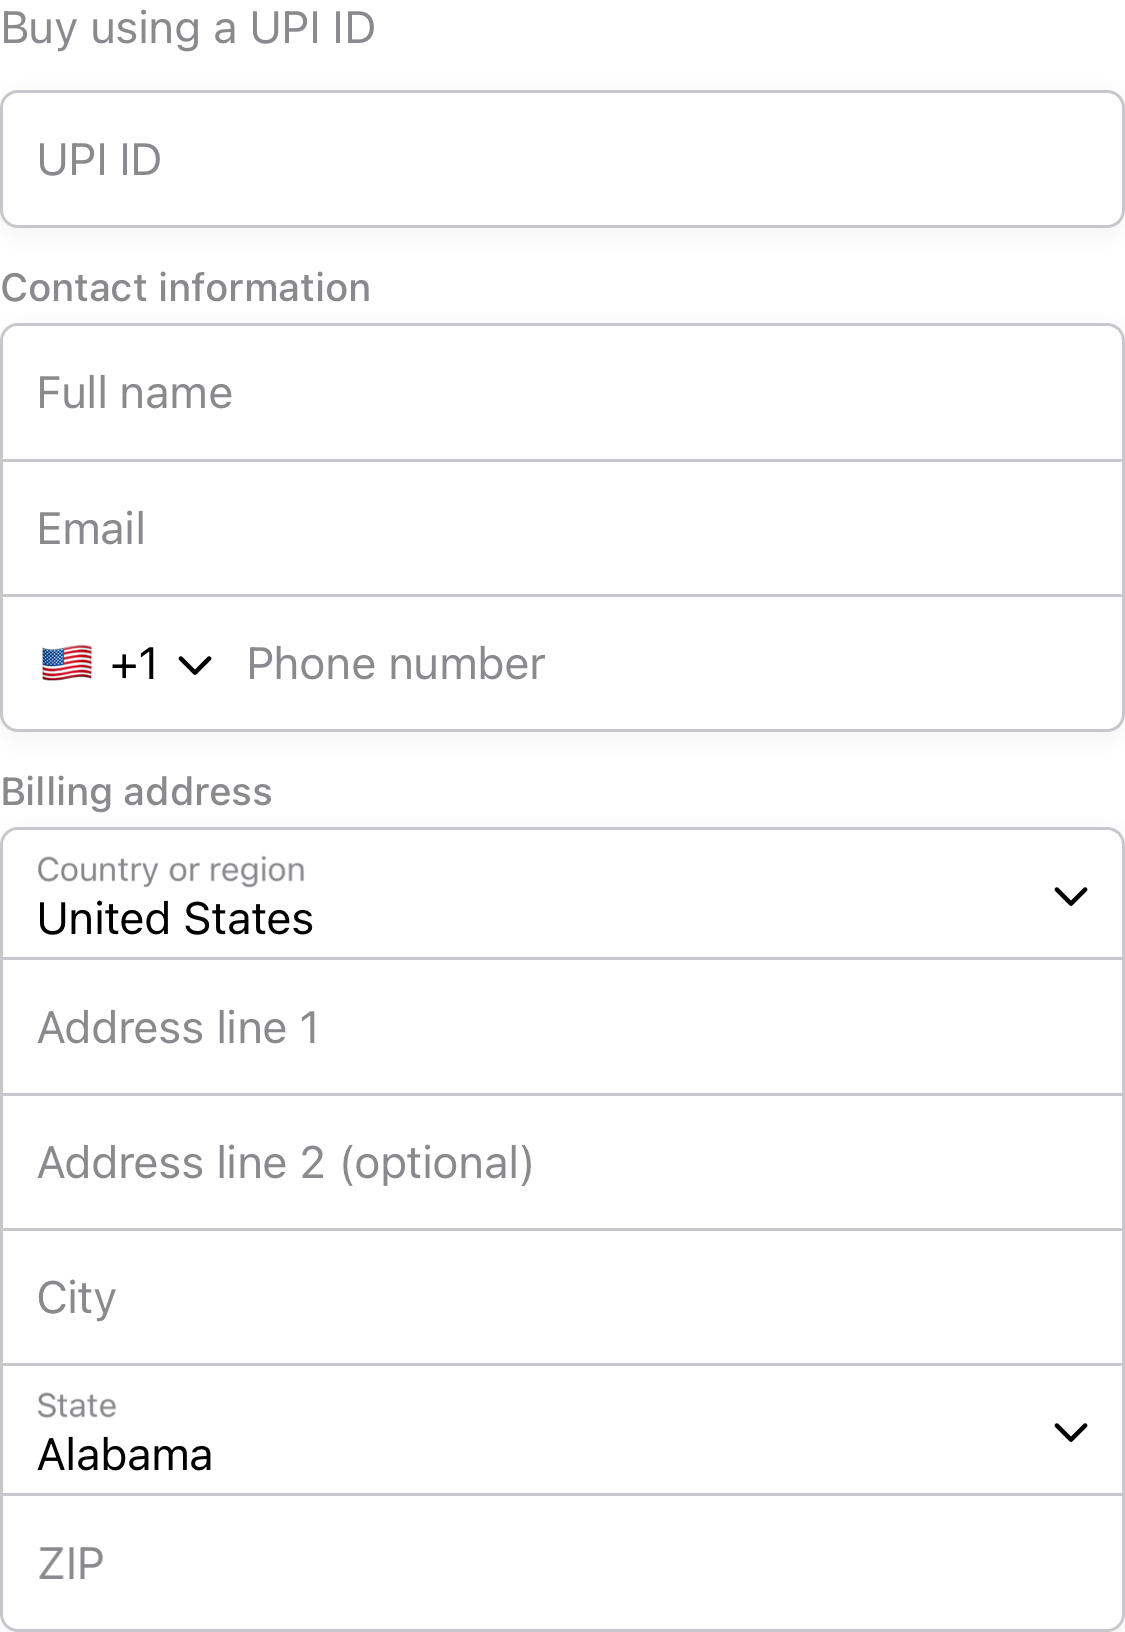 Buy using a UPI ID
UPI ID
Contact information
Full name
Email
+1 Phone number
Billing address
Country or region
United States
Address line 1
Address line 2 (optional)
City
State
Alabama
ZIP